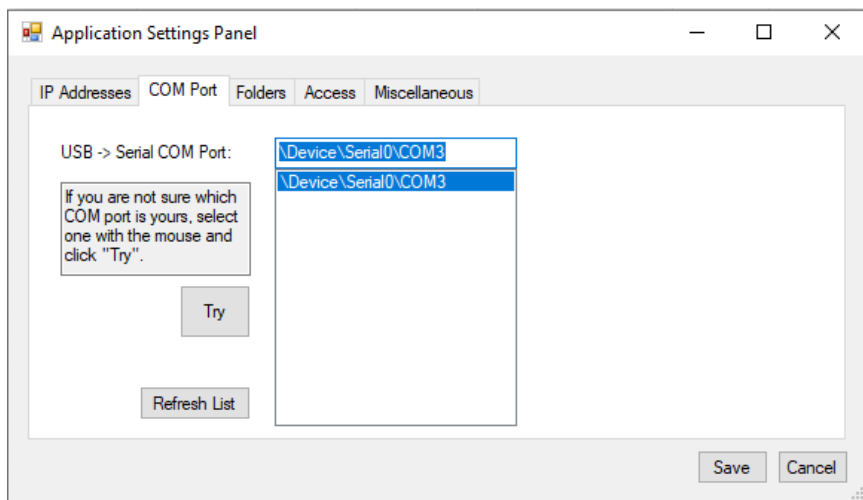 Application Settings Panel
IP Addresses COM Port Folders Access Miscellaneous
USB -> Serial COM Port: \Device\Serial0\COM3
\Device\Serial0\COM3
If you are not sure which
COM port is yours, select
one with the mouse and
click "Try".
Try
Refresh List
Save Cancel